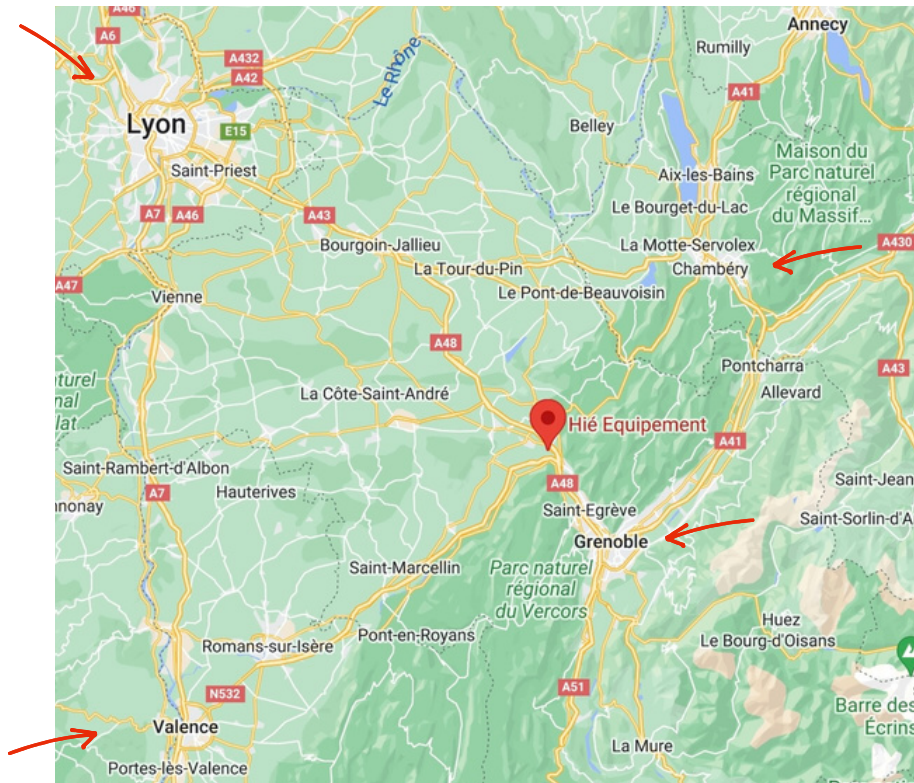 A46
A6
Annecy
Rumilly
A432
A42
Le Rhône
A41
Lyon
E15
Belley
Saint-Priest
Aix-les-Bains
Maison du
Parc naturel
régional
du Massif...
Le Bourget-du-Lac
A7
A46
A43
Bourgoin-Jallieu
La Motte-Servolex
A430
La Tour-du-Pin
Chambéry
A47
Vienne
Le Pont-de-Beauvoisin
A48
Pontcharra
A43
naturel
nal
lat
La Côte-Saint-André
Allevard
Hié Equipement
A41
Saint-Rambert-d'Albon
A7
Hauterives
A48
Saint-Jean
nnonay
Saint-Egrève
Saint-Sorlin-d'A
Grenoble
Saint-Marcellin
Parc naturel
régional
du Vercors
Huez
Pont-en-Royans
Le Bourg-d'Oisans
Romans-sur-Isère
N532
A51
Barre des
Écrins
Valence
La Mure
Portes-lès-Valence